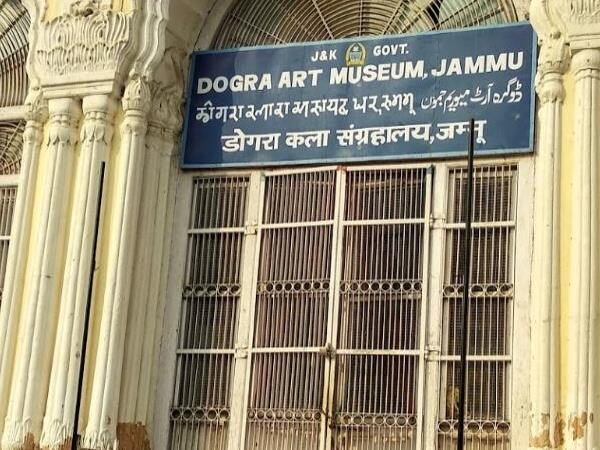 J&K GOVT.
DOGRA ART MUSEUM, JAMMU
ڈوگرہ آرٹ میوزیم جموں
डोगरा कला संग्रहालय,जम्मू